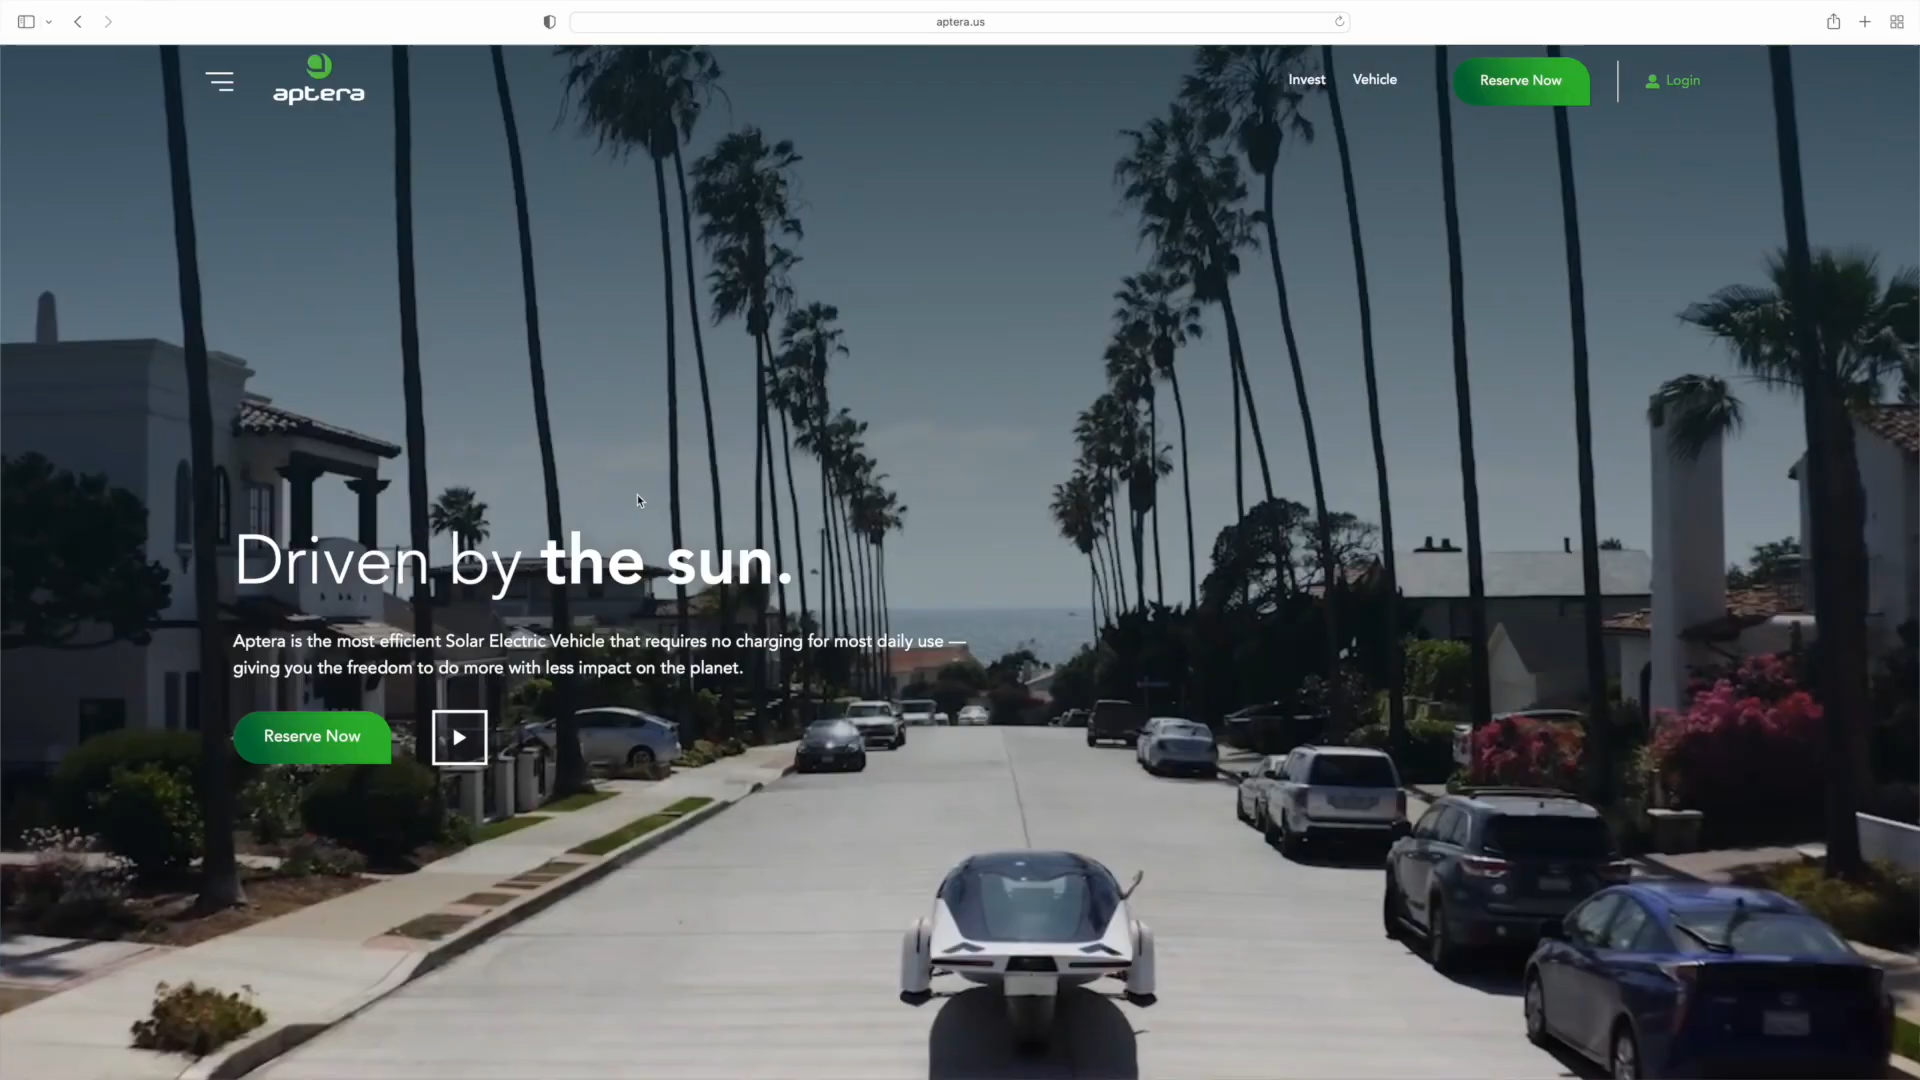 aptera.us
aptera
Invest
Vehicle
Reserve Now
Login
Driven by the sun.
Aptera is the most efficient Solar Electric Vehicle that requires no charging for most daily use —
giving you the freedom to do more with less impact on the planet.
Reserve Now